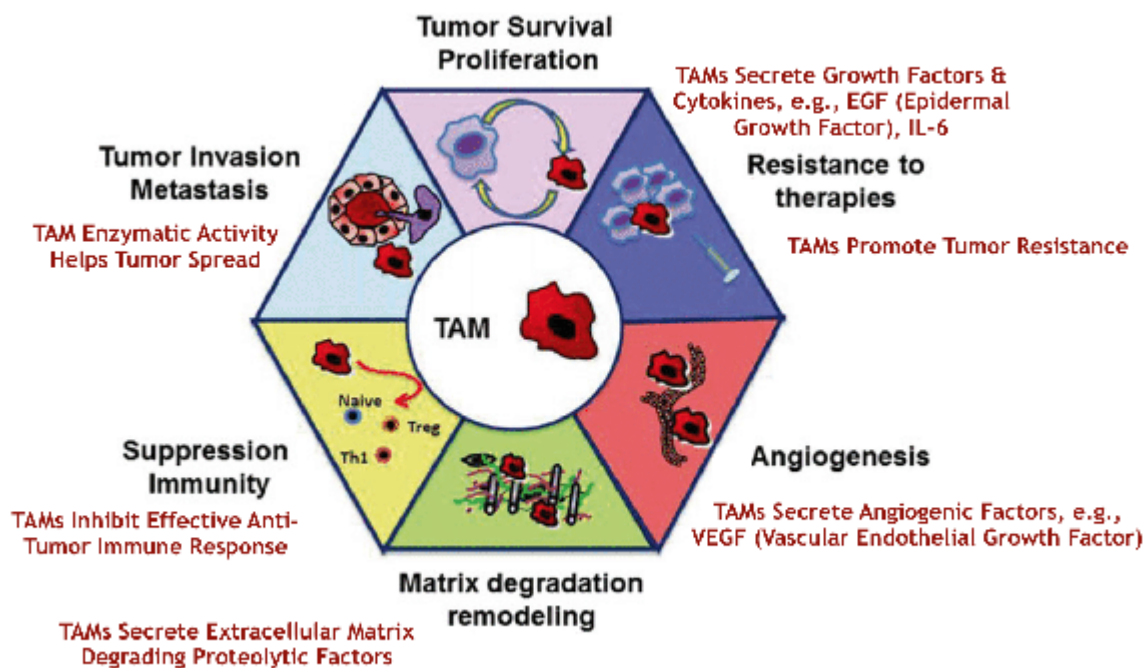 Tumor Survival
Proliferation
TAMs Secrete Growth Factors &
Cytokines, e.g., EGF (Epidermal
Growth Factor), IL-6
Tumor Invasion
Metastasis
TAM Enzymatic Activity
Helps Tumor Spread
Resistance to
therapies
TAMs Promote Tumor Resistance
TAM
Naive
Treg
Th1
Suppression
Immunity
TAMs Inhibit Effective Anti-
Tumor Immune Response
Angiogenesis
TAMs Secrete Angiogenic Factors, e.g.,
VEGF (Vascular Endothelial Growth Factor)
Matrix degradation
remodeling
TAMs Secrete Extracellular Matrix
Degrading Proteolytic Factors